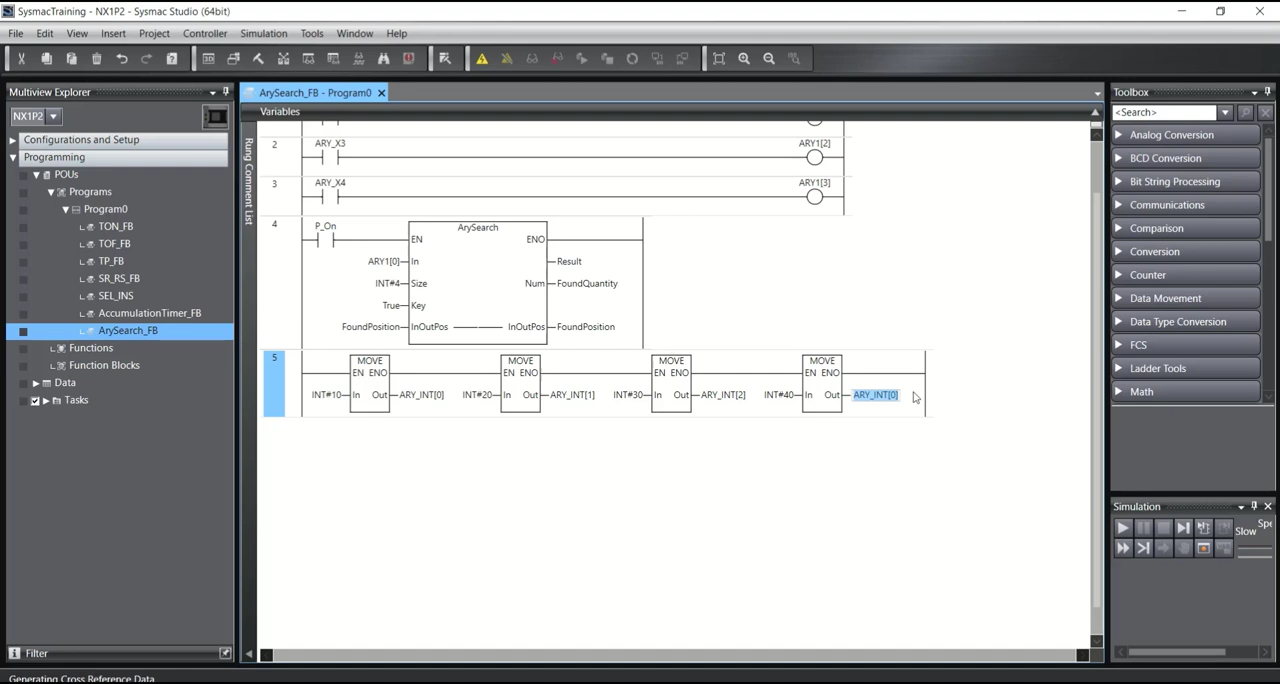 SysmacTraining - NX1P2 - Sysmac Studio (64bit)
File Edit View Insert Project Controller Simulation Tools Window Help
Multiview Explorer
NX1P2
Configurations and Setup
Programming
POUs
Programs
Program0
TON_FB
TOF_FB
TP_FB
SR_RS_FB
SEL_INS
AccumulationTimer_FB
ArySearch_FB
Functions
Function Blocks
Data
Tasks
Filter
ArySearch_FB - Program0
Variables
Rung Comment List
2
ARY_X3 ARY1[2]
3
ARY_X4 ARY1[3]
4
P_On
ArySearch
EN ENO
ARY1[0] In Result
INT#4 Size Num FoundQuantity
True Key
FoundPosition InOutPos InOutPos FoundPosition
5
MOVE MOVE MOVE MOVE
EN ENO EN ENO EN ENO EN ENO
INT#10 In Out ARY_INT[0] INT#20 In Out ARY_INT[1] INT#30 In Out ARY_INT[2] INT#40 In Out ARY_INT[0]
Toolbox
<Search>
Analog Conversion
BCD Conversion
Bit String Processing
Communications
Comparison
Conversion
Counter
Data Movement
Data Type Conversion
FCS
Ladder Tools
Math
Simulation
Slow Spe
Generating Cross Reference Data